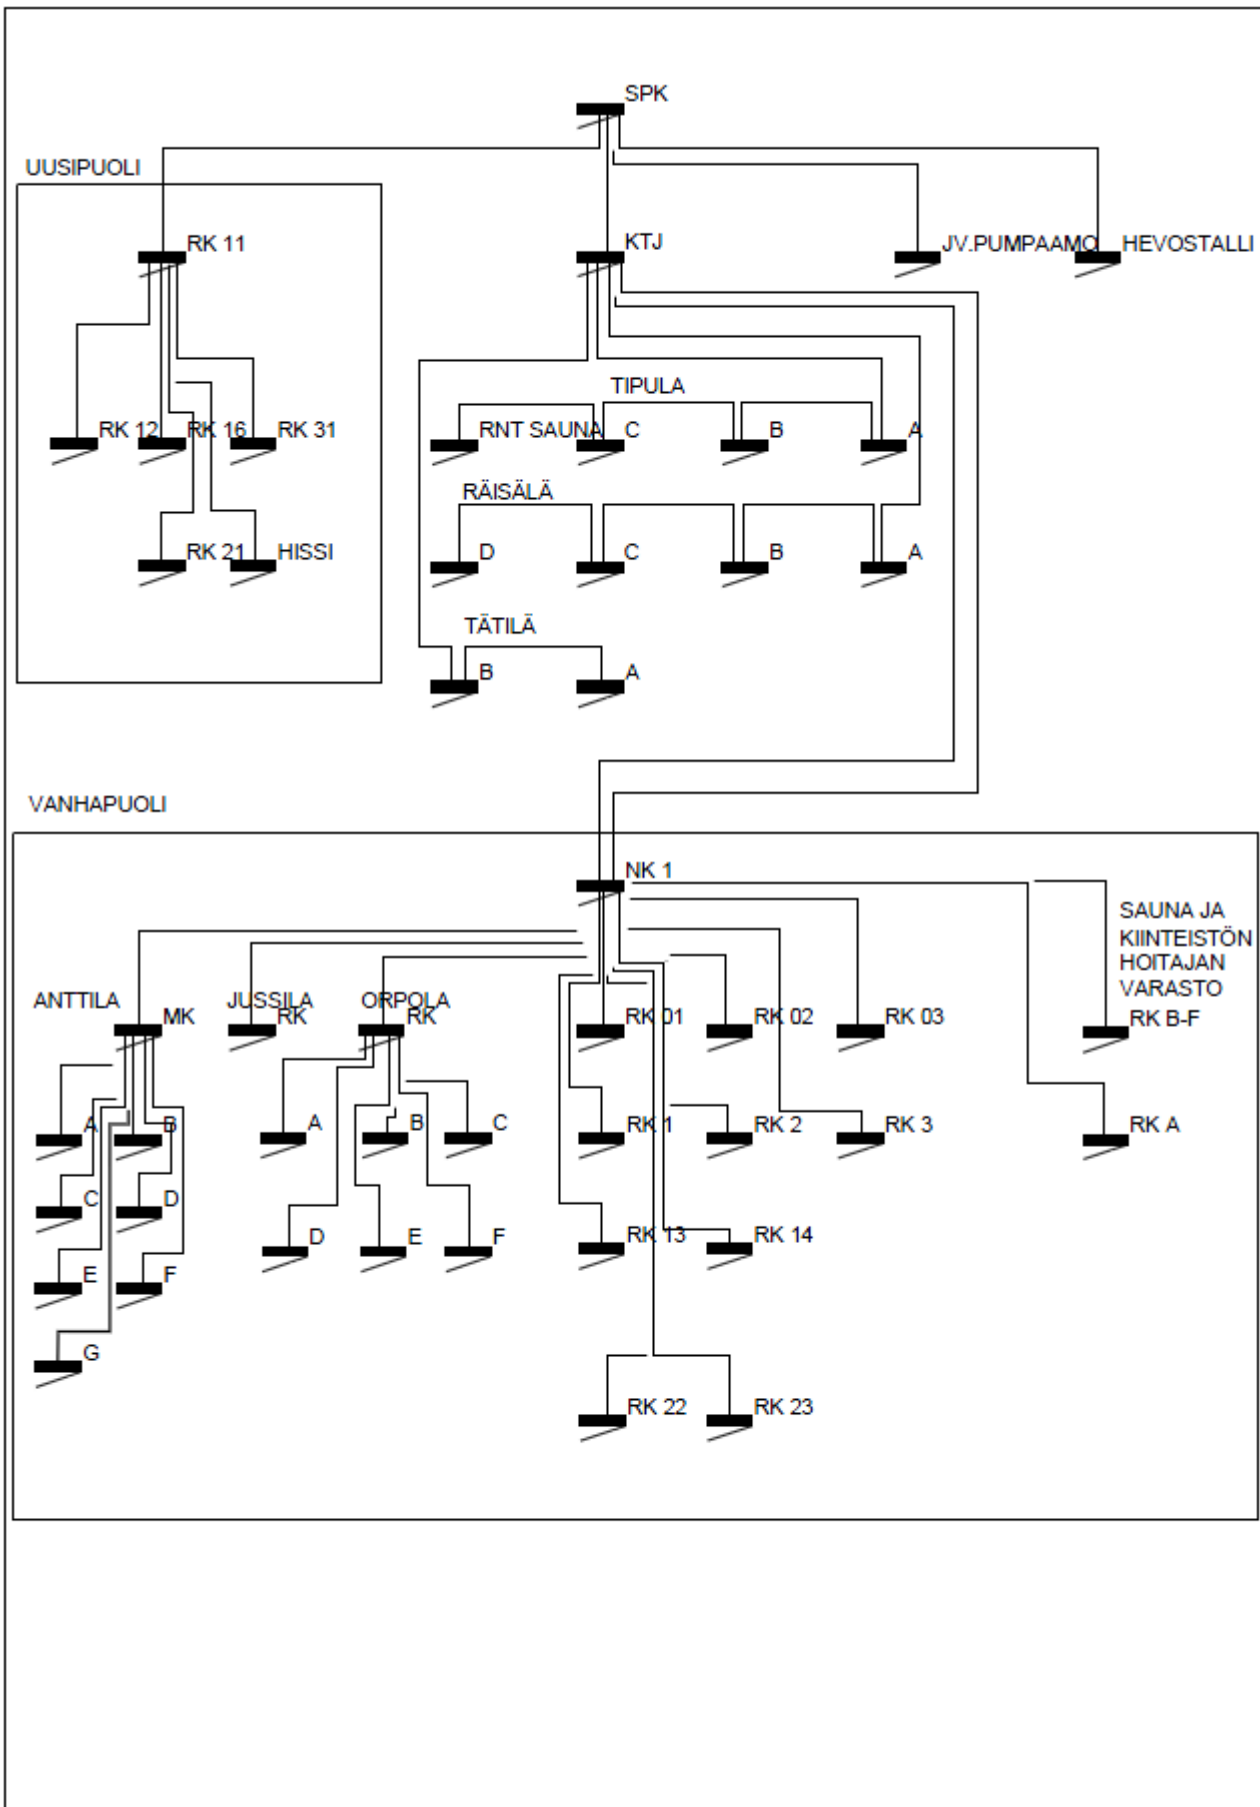 SPK
UUSIPUOLI
RK 11
KTJ
JV.PUMPAAMO
HEVOSTALLI
TIPULA
RK 12
RK 16
RK 31
RNT SAUNA
C
B
A
RÄISÄLÄ
RK 21
HISSI
D
C
B
A
TÄTILÄ
B
A
VANHAPUOLI
NK 1
SAUNA JA
KIINTEISTÖN
HOITAJAN
VARASTO
ANTTILA
JUSSILA
ORPOLA
MK
RK
RK
RK 01
RK 02
RK 03
RK B-F
A
B
A
B
C
RK 1
RK 2
RK 3
RK A
C
D
D
E
F
RK 13
RK 14
E
F
G
RK 22
RK 23